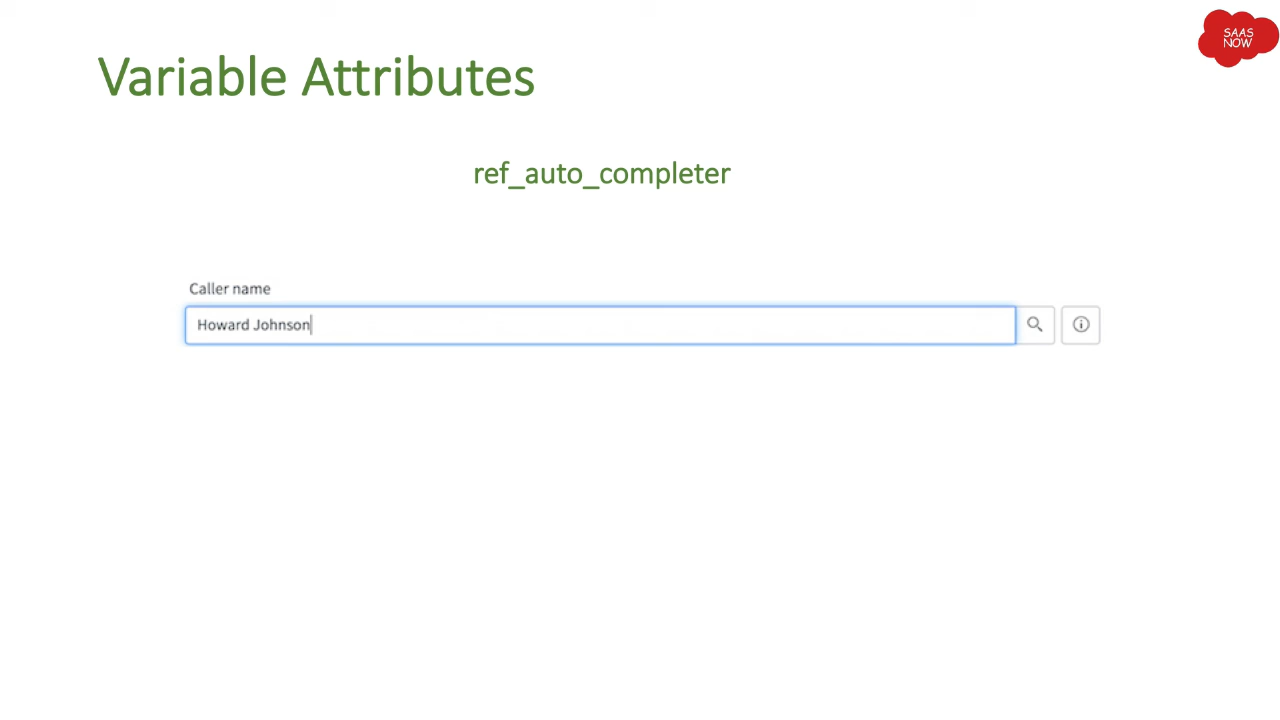 SAAS
NOW
Variable Attributes
ref_auto_completer
Caller name
Howard Johnson